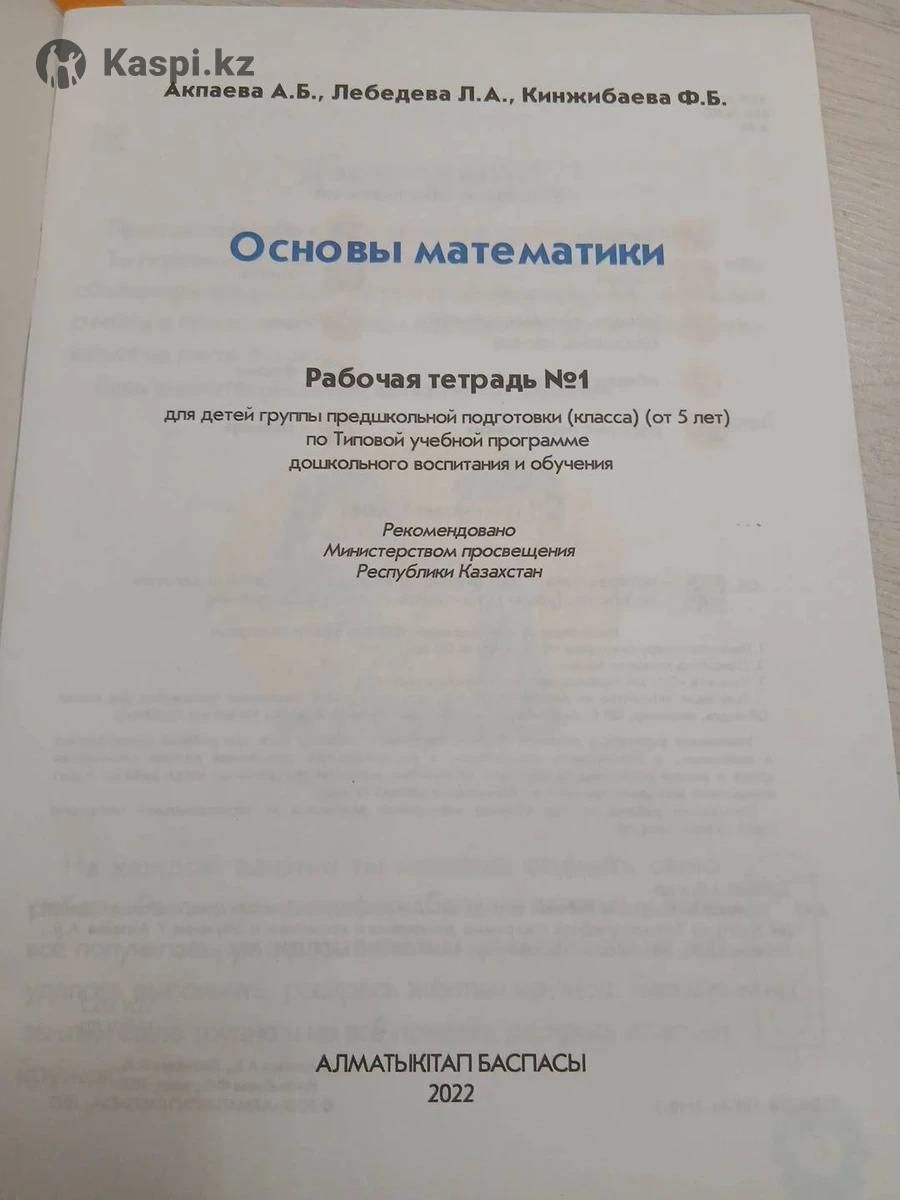 Kaspi.kz
Акпаева А.Б., Лебедева Л.А., Кинжибаева Ф.Б.
Основы математики
Рабочая тетрадь №1
для детей группы предшкольной подготовки (класса) (от 5 лет)
по Типовой учебной программе
дошкольного воспитания и обучения
Рекомендовано
Министерством просвещения
Республики Казахстан
АЛМАТЫКІТАП БАСПАСЫ
2022